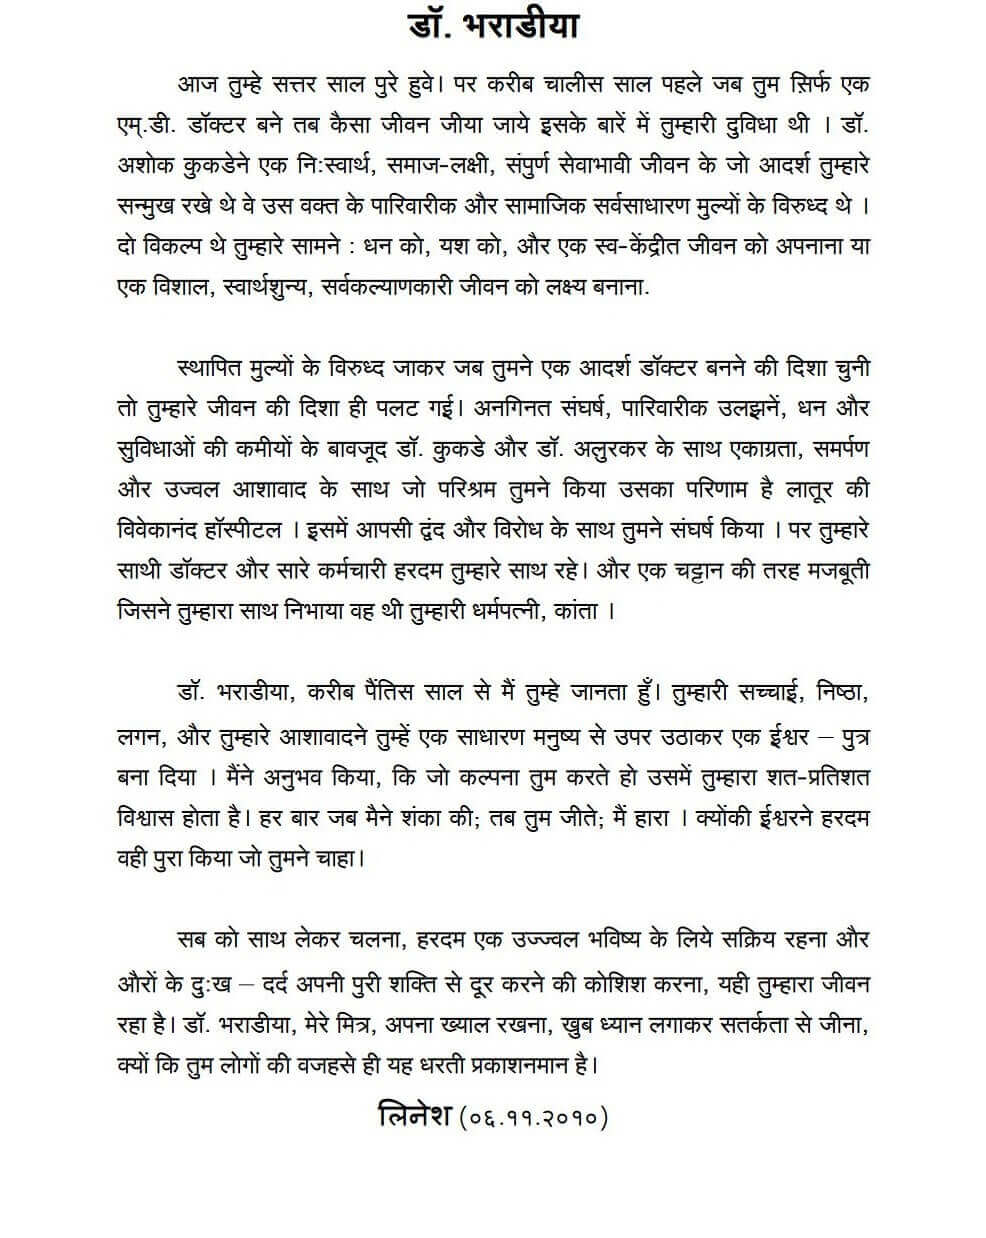 डॉ. भराडीया
आज तुम्हे सत्तर साल पुरे हुवे। पर करीब चालीस साल पहले जब तुम स़िर्फ एक
एम्.डी. डॉक्टर बने तब कैसा जीवन जीया जाये इसके बारें में तुम्हारी दुविधा थी । डॉ.
अशोक कुकडेने एक नि:स्वार्थ, समाज-लक्षी, संपुर्ण सेवाभावी जीवन के जो आदर्श तुम्हारे
सन्मुख रखे थे वे उस वक्त के पारिवारीक और सामाजिक सर्वसाधारण मुल्यों के विरुध्द थे ।
दो विकल्प थे तुम्हारे सामने : धन को, यश को, और एक स्व-केंद्रीत जीवन को अपनाना या
एक विशाल, स्वार्थशुन्य, सर्वकल्याणकारी जीवन को लक्ष्य बनाना.
स्थापित मुल्यों के विरुध्द जाकर जब तुमने एक आदर्श डॉक्टर बनने की दिशा चुनी
तो तुम्हारे जीवन की दिशा ही पलट गई। अनगिनत संघर्ष, पारिवारीक उलझनें, धन और
सुविधाओं की कमीयों के बावजूद डॉ. कुकडे और डॉ. अलुरकर के साथ एकाग्रता, समर्पण
और उज्वल आशावाद के साथ जो परिश्रम तुमने किया उसका परिणाम है लातूर की
विवेकानंद हॉस्पीटल । इसमें आपसी द्वंद और विरोध के साथ तुमने संघर्ष किया । पर तुम्हारे
साथी डॉक्टर और सारे कर्मचारी हरदम तुम्हारे साथ रहे। और एक चट्टान की तरह मजबूती
जिसने तुम्हारा साथ निभाया वह थी तुम्हारी धर्मपत्नी, कांता ।
डॉ. भराडीया, करीब पैंतिस साल से मैं तुम्हे जानता हुँ। तुम्हारी सच्चाई, निष्ठा,
लगन, और तुम्हारे आशावादने तुम्हें एक साधारण मनुष्य से उपर उठाकर एक ईश्वर – पुत्र
बना दिया । मैंने अनुभव किया, कि जो कल्पना तुम करते हो उसमें तुम्हारा शत-प्रतिशत
विश्वास होता है। हर बार जब मैने शंका की; तब तुम जीते; मैं हारा । क्योंकी ईश्वरने हरदम
वही पुरा किया जो तुमने चाहा।
सब को साथ लेकर चलना, हरदम एक उज्ज्वल भविष्य के लिये सक्रिय रहना और
औरों के दु:ख – दर्द अपनी पुरी शक्ति से दूर करने की कोशिश करना, यही तुम्हारा जीवन
रहा है। डॉ. भराडीया, मेरे मित्र, अपना ख्याल रखना, खुब ध्यान लगाकर सतर्कता से जीना,
क्यों कि तुम लोगों की वजहसे ही यह धरती प्रकाशनमान है।
लिनेश (०६.११.२०१०)